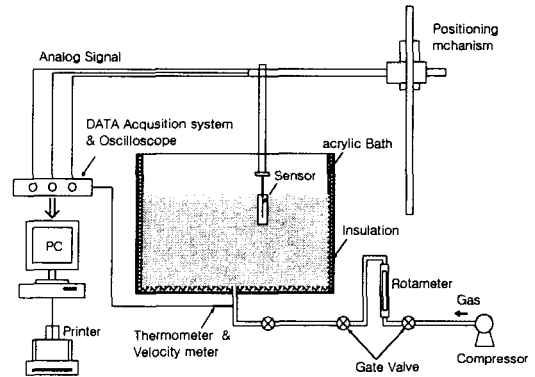 Positioning
mchanism
Analog Signal
DATA Acqusition system
& Oscilloscope
acrylic Bath
Sensor
Insulation
PC
Rotameter
Gas
Printer
Thermometer &
Velocity meter
Gate Valve
Compressor